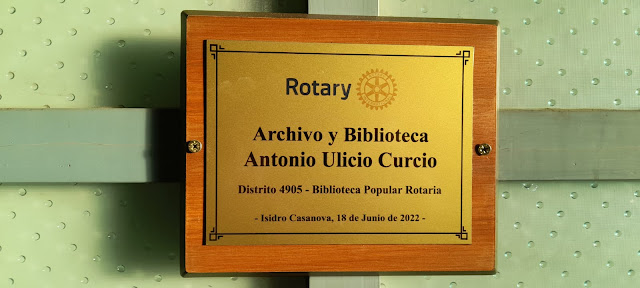 Rotary
Archivo y Biblioteca
Antonio Ulicio Curcio
Distrito 4905 - Biblioteca Popular Rotaria
- Isidro Casanova, 18 de Junio de 2022 -